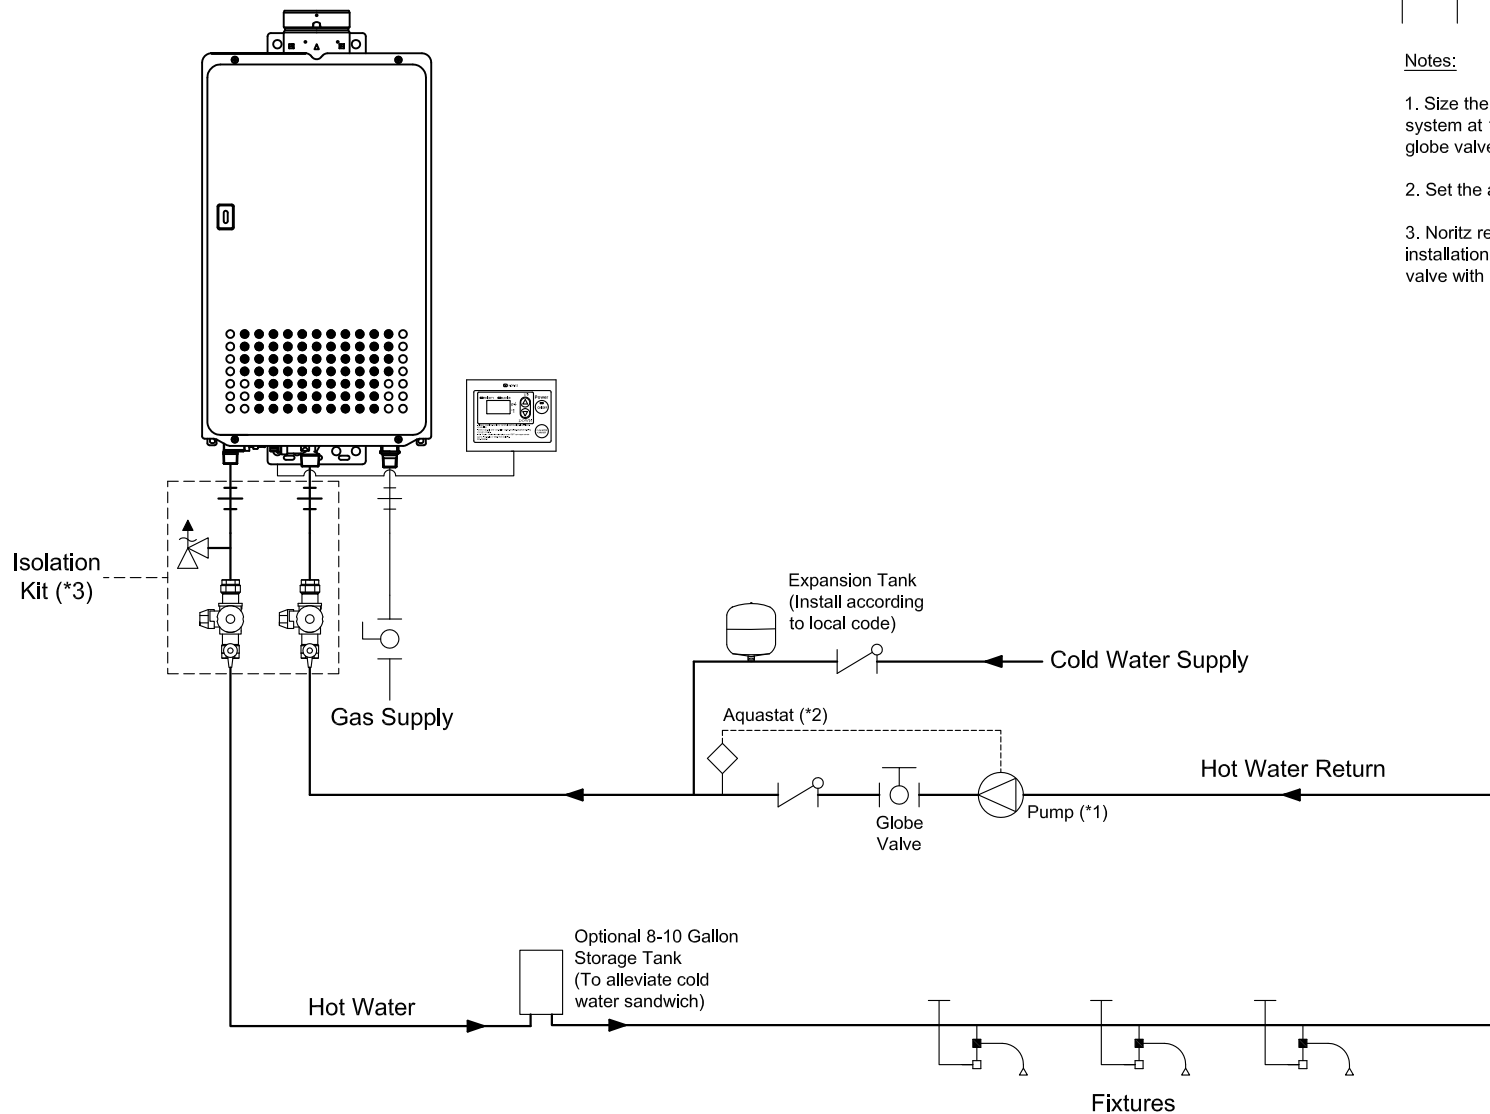 Notes:
1. Size the
system at
globe valve
2. Set the a
3. Noritz re
installation
valve with
Power
Isolation
Kit (*3)
Expansion Tank
(Install according
to local code)
Cold Water Supply
Gas Supply
Aquastat (*2)
Hot Water Return
Pump (*1)
Globe
Valve
Optional 8-10 Gallon
Storage Tank
(To alleviate cold
water sandwich)
Hot Water
Fixtures